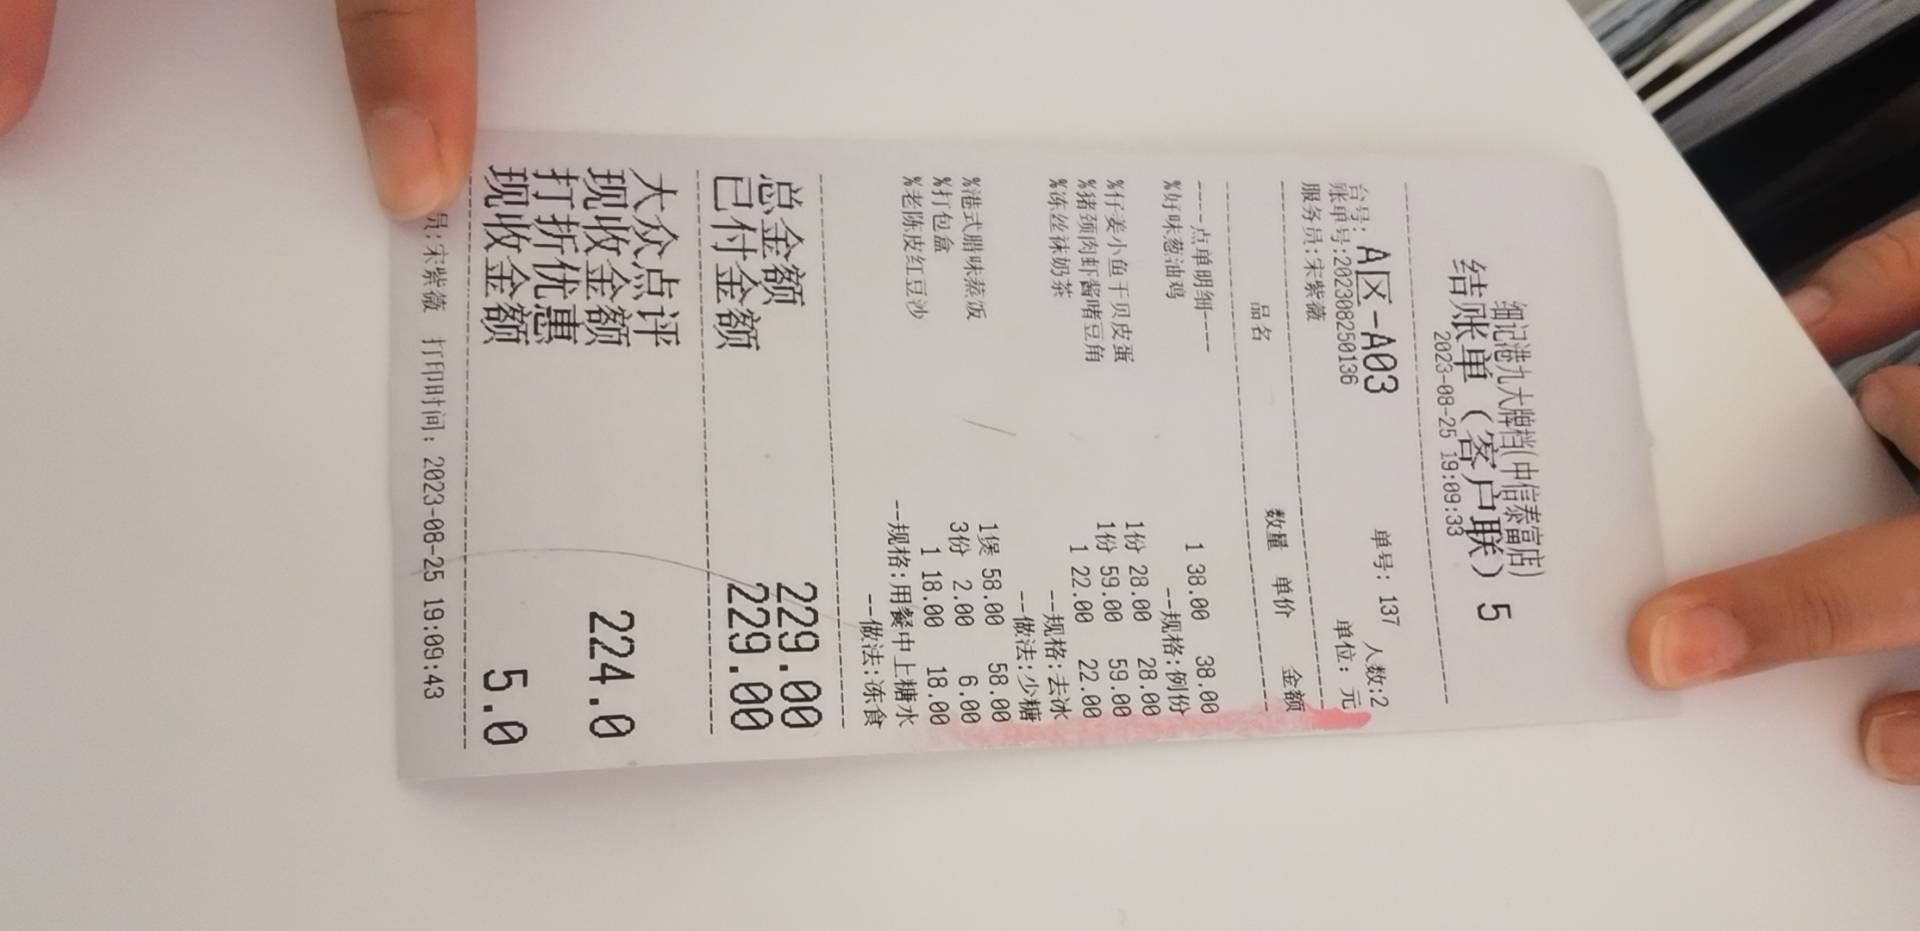 细记港九大牌档(中信泰富店)
结账单(客户联) 5
2023-08-25 19:09:33
单号: 137 人数:2
台号: A区-A03
账单号:202308250136 单位: 元
服务员:宋紫薇
品名 数量 单价 金额
----点单明细----
%好味葱油鸡 1 38.00 38.00
--规格:例份
%仔姜小鱼干贝皮蛋 1份 28.00 28.00
%猪颈肉虾酱啫豆角 1份 59.00 59.00
%冻丝袜奶茶 1 22.00 22.00
--规格:去冰
--做法:少糖
%港式腊味蒸饭 1煲 58.00 58.00
%打包盒 3份 2.00 6.00
%老陈皮红豆沙 1 18.00 18.00
--规格:用餐中上糖水
--做法:冻食
总金额 229.00
已付金额 229.00
大众点评
现收金额 224.0
打折优惠
现收金额 5.0
员:宋紫薇 打印时间: 2023-08-25 19:09:43